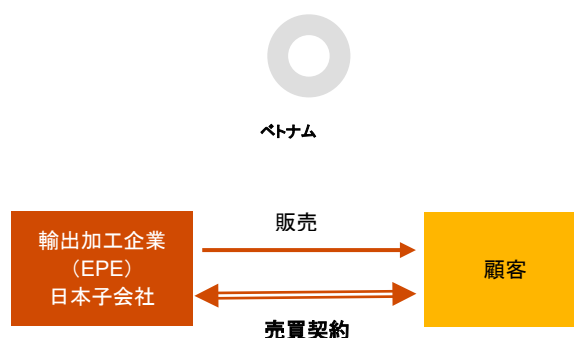 ベトナム
販売
輸出加工企業
（EPE）
日本子会社
顧客
売買契約